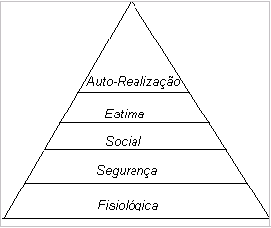 Auto-Realização
Estima
Social
Segurança
Fisiológica